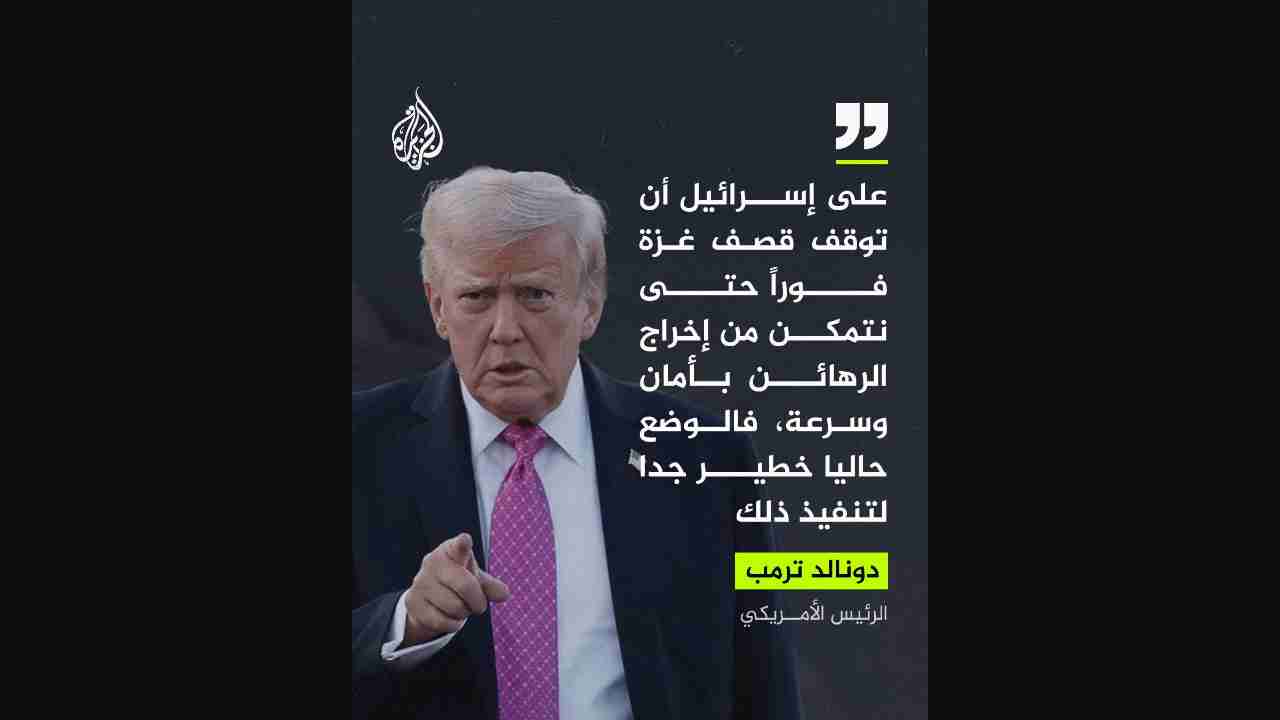 الجزيرة
على إسرائيل أن
توقف قصف غزة
فوراً حتى
نتمكن من إخراج
الرهائن بأمان
وسرعة، فالوضع
حاليا خطير جدا
لتنفيذ ذلك
دونالد ترمب
الرئيس الأمريكي